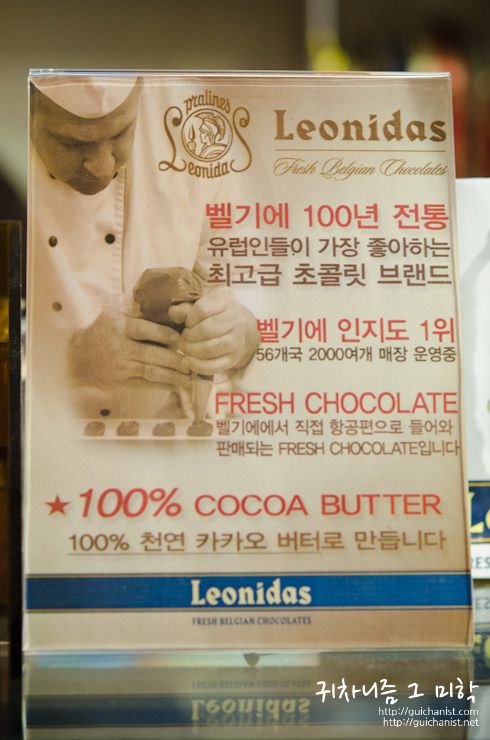 Pralines
Leonidas
Leonidas
Fresh Belgian Chocolates
벨기에 100년 전통
유럽인들이 가장 좋아하는
최고급 초콜릿 브랜드
벨기에 인지도 1위
56개국 2000여개 매장 운영중
FRESH CHOCOLATE
벨기에에서 직접 항공편으로 들어와
판매되는 FRESH CHOCOLATE입니다
★ 100% COCOA BUTTER
100% 천연 카카오 버터로 만듭니다
Leonidas
FRESH BELGIAN CHOCOLATES
귀차니즘 그 미학
http://guichanist.com
http://guichanist.net